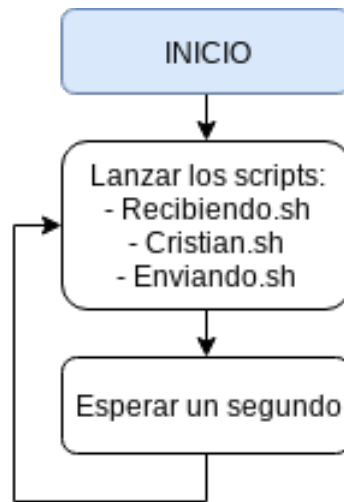 INICIO
Lanzar los scripts:
- Recibiendo.sh
- Cristian.sh
- Enviando.sh
Esperar un segundo